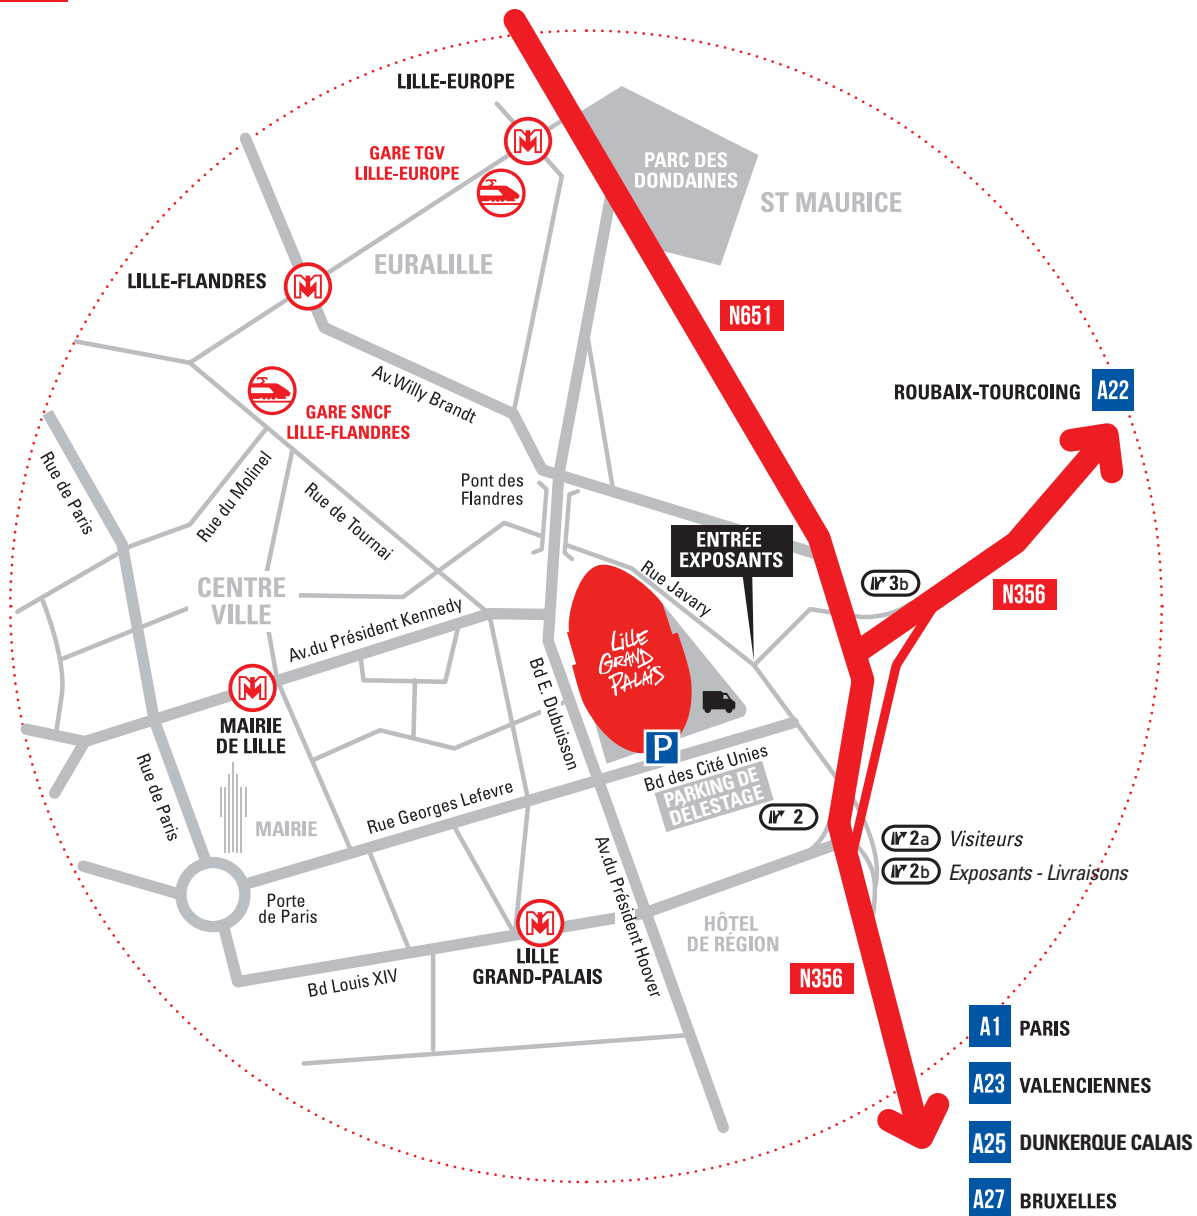 LILLE-EUROPE
GARE TGV
LILLE-EUROPE
PARC DES
DONDAINES
ST MAURICE
EURALILLE
LILLE-FLANDRES
N651
Av.Willy Brandt
ROUBAIX-TOURCOING A22
GARE SNCF
LILLE-FLANDRES
Rue de Paris
Rue du Molinel
Rue de Tournai
Pont des
Flandres
ENTRÉE
EXPOSANTS
Rue Javary
3b
N356
CENTRE
VILLE
Av.du Président Kennedy
LILLE
GRAND
PALAIS
Bd E. Dubuisson
MAIRIE
DE LILLE
P
Rue de Paris
Bd des Cité Unies
PARKING DE
DÉLESTAGE
Rue Georges Lefevre
MAIRIE
2
2a Visiteurs
2b Exposants - Livraisons
Av.du Président Hoover
Porte
de Paris
HÔTEL
DE RÉGION
LILLE
GRAND-PALAIS
Bd Louis XIV
N356
A1 PARIS
A23 VALENCIENNES
A25 DUNKERQUE CALAIS
A27 BRUXELLES